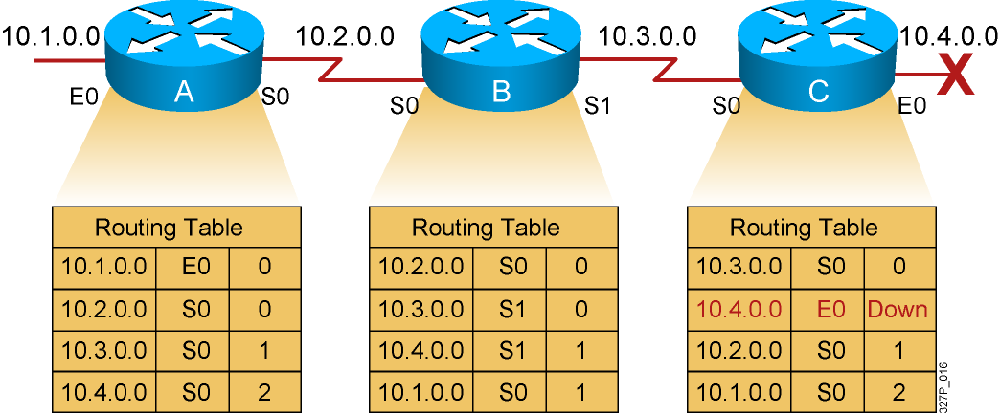 10.1.0.0 10.2.0.0 10.3.0.0 10.4.0.0
A B C
X
E0 S0 S0 S1 S0 E0
Routing Table
10.1.0.0 E0 0
10.2.0.0 S0 0
10.3.0.0 S0 1
10.4.0.0 S0 2
Routing Table
10.2.0.0 S0 0
10.3.0.0 S1 0
10.4.0.0 S1 1
10.1.0.0 S0 1
Routing Table
10.3.0.0 S0 0
10.4.0.0 E0 Down
10.2.0.0 S0 1
10.1.0.0 S0 2
327P_016